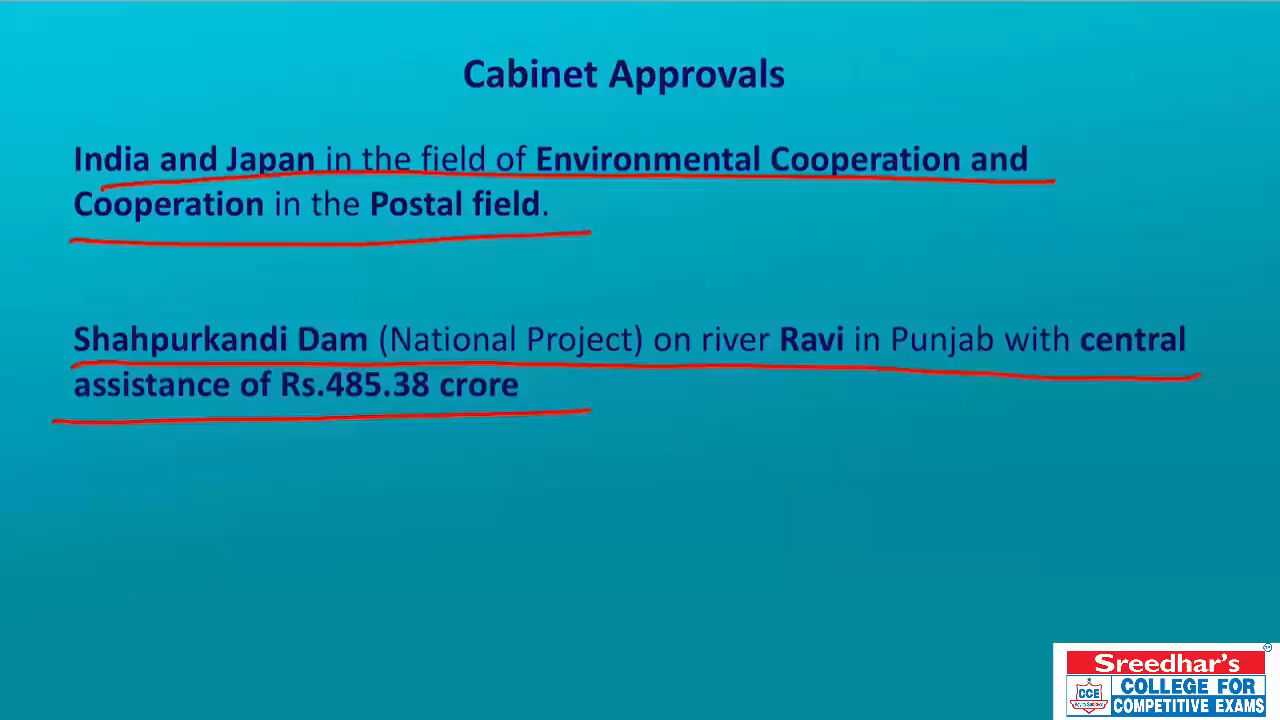 Cabinet Approvals
India and Japan in the field of Environmental Cooperation and
Cooperation in the Postal field.
Shahpurkandi Dam (National Project) on river Ravi in Punjab with central
assistance of Rs.485.38 crore
Sreedhar's
CCE
COLLEGE FOR
COMPETITIVE EXAMS